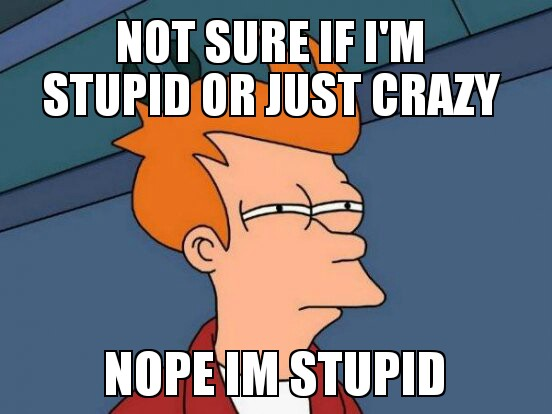 NOT SURE IF I'M
STUPID OR JUST CRAZY
NOPE IM STUPID